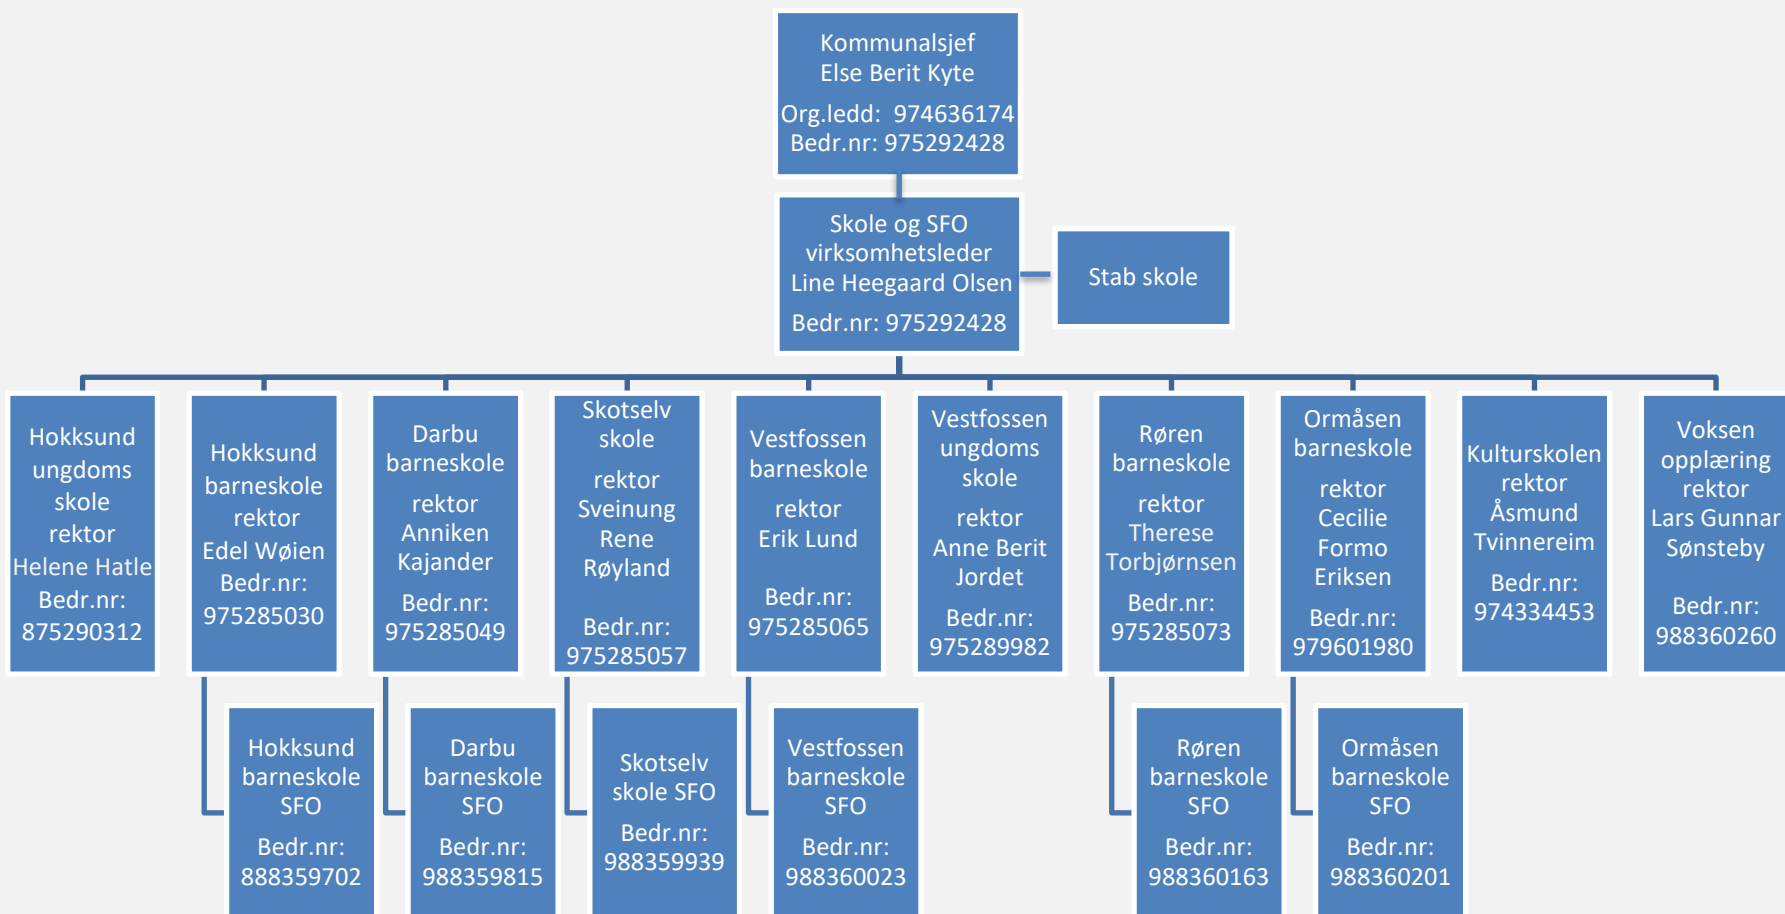 Kommunalsjef
Else Berit Kyte
Org.ledd:  974636174
Bedr.nr: 975292428
Skole og SFO
virksomhetsleder
Line Heegaard Olsen
Bedr.nr: 975292428
Stab skole
Hokksund
ungdoms
skole
rektor
Helene Hatle
Bedr.nr:
875290312
Hokksund
barneskole
rektor
Edel Wøien
Bedr.nr:
975285030
Darbu
barneskole
rektor
Anniken
Kajander
Bedr.nr:
975285049
Skotselv
skole
rektor
Sveinung
Rene
Røyland
Bedr.nr:
975285057
Vestfossen
barneskole
rektor
Erik Lund
Bedr.nr:
975285065
Vestfossen
ungdoms
skole
rektor
Anne Berit
Jordet
Bedr.nr:
975289982
Røren
barneskole
rektor
Therese
Torbjørnsen
Bedr.nr:
975285073
Ormåsen
barneskole
rektor
Cecilie
Formo
Eriksen
Bedr.nr:
979601980
Kulturskolen
rektor
Åsmund
Tvinnereim
Bedr.nr:
974334453
Voksen
opplæring
rektor
Lars Gunnar
Sønsteby
Bedr.nr:
988360260
Hokksund
barneskole
SFO
Bedr.nr:
888359702
Darbu
barneskole
SFO
Bedr.nr:
988359815
Skotselv
skole SFO
Bedr.nr:
988359939
Vestfossen
barneskole
SFO
Bedr.nr:
988360023
Røren
barneskole
SFO
Bedr.nr:
988360163
Ormåsen
barneskole
SFO
Bedr.nr:
988360201